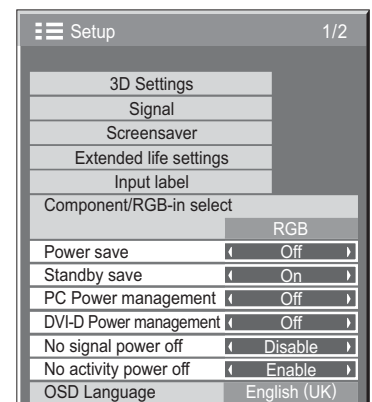 Setup 1/2
3D Settings
Signal
Screensaver
Extended life settings
Input label
Component/RGB-in select
RGB
Power save Off
Standby save On
PC Power management Off
DVI-D Power management Off
No signal power off Disable
No activity power off Enable
OSD Language English (UK)